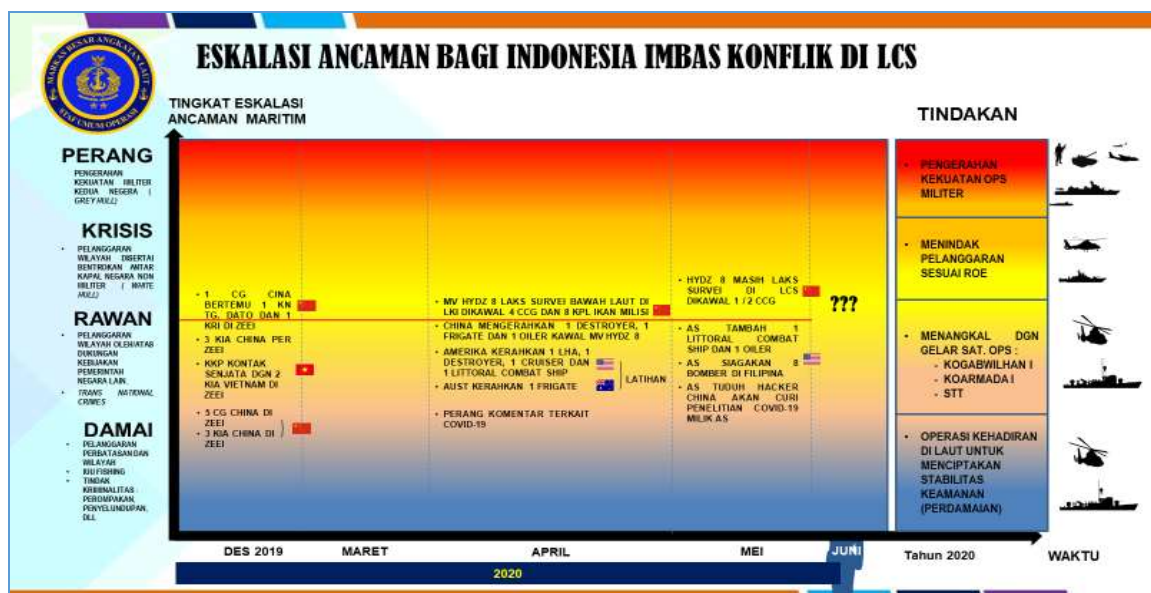 MARKAS BESAR ANGKATAN LAUT
STAF UMUM OPERASI
ESKALASI ANCAMAN BAGI INDONESIA IMBAS KONFLIK DI LCS
TINGKAT ESKALASI
ANCAMAN MARITIM
TINDAKAN
PERANG
PENGERAHAN
KEKUATAN MILITER
KEDUA NEGERA (
GREY HULL)
KRISIS
• PELANGGARAN
WILAYAH DISERTAI
BENTROKAN ANTAR
KAPAL NEGARA NON
MILITER ( WHITE
HULL)
RAWAN
• PELANGGARAN
WILAYAH OLEH/ATAS
DUKUNGAN
KEBIJAKAN
PEMERINTAH
NEGARA LAIN.
• TRANS NATIONAL
CRIMES
DAMAI
• PELANGGARAN
PERBATASAN DAN
WILAYAH
• IUU FISHING
• TINDAK
KRIMINALITAS :
PEROMPAKAN,
PENYELUNDUPAN,
DLL
• 1 CG CINA
BERTEMU 1 KN
TG. DATO DAN 1
KRI DI ZEEI
• 3 KIA CHINA PER
ZEEI
• KKP KONTAK
SENJATA DGN 2
KIA VIETNAM DI
ZEEI
• 5 CG CHINA DI
ZEEI
• 3 KIA CHINA DI
ZEEI
• MV HYDZ 8 LAKS SURVEI BAWAH LAUT DI
LKI DIKAWAL 4 CCG DAN 8 KPL IKAN MILISI
• CHINA MENGERAHKAN 1 DESTROYER, 1
FRIGATE DAN 1 OILER KAWAL MV HYDZ 8
• AMERIKA KERAHKAN 1 LHA, 1
DESTROYER, 1 CRUISER DAN
1 LITTORAL COMBAT SHIP
• AUST KERAHKAN 1 FRIGATE
LATIHAN
• PERANG KOMENTAR TERKAIT
COVID-19
• HYDZ 8 MASIH LAKS
SURVEI DI LCS
DIKAWAL 1 / 2 CCG
• AS TAMBAH 1
LITTORAL COMBAT
SHIP DAN 1 OILER
• AS SIAGAKAN 8
BOMBER DI FILIPINA
• AS TUDUH HACKER
CHINA AKAN CURI
PENELITIAN COVID-19
MILIK AS
???
• PENGERAHAN
KEKUATAN OPS
MILITER
• MENINDAK
PELANGGARAN
SESUAI ROE
• MENANGKAL DGN
GELAR SAT. OPS :
- KOGABWILHAN I
- KOARMADA I
- STT
• OPERASI KEHADIRAN
DI LAUT UNTUK
MENCIPTAKAN
STABILITAS
KEAMANAN
(PERDAMAIAN)
DES 2019
MARET
APRIL
MEI
JUNI
Tahun 2020
WAKTU
2020